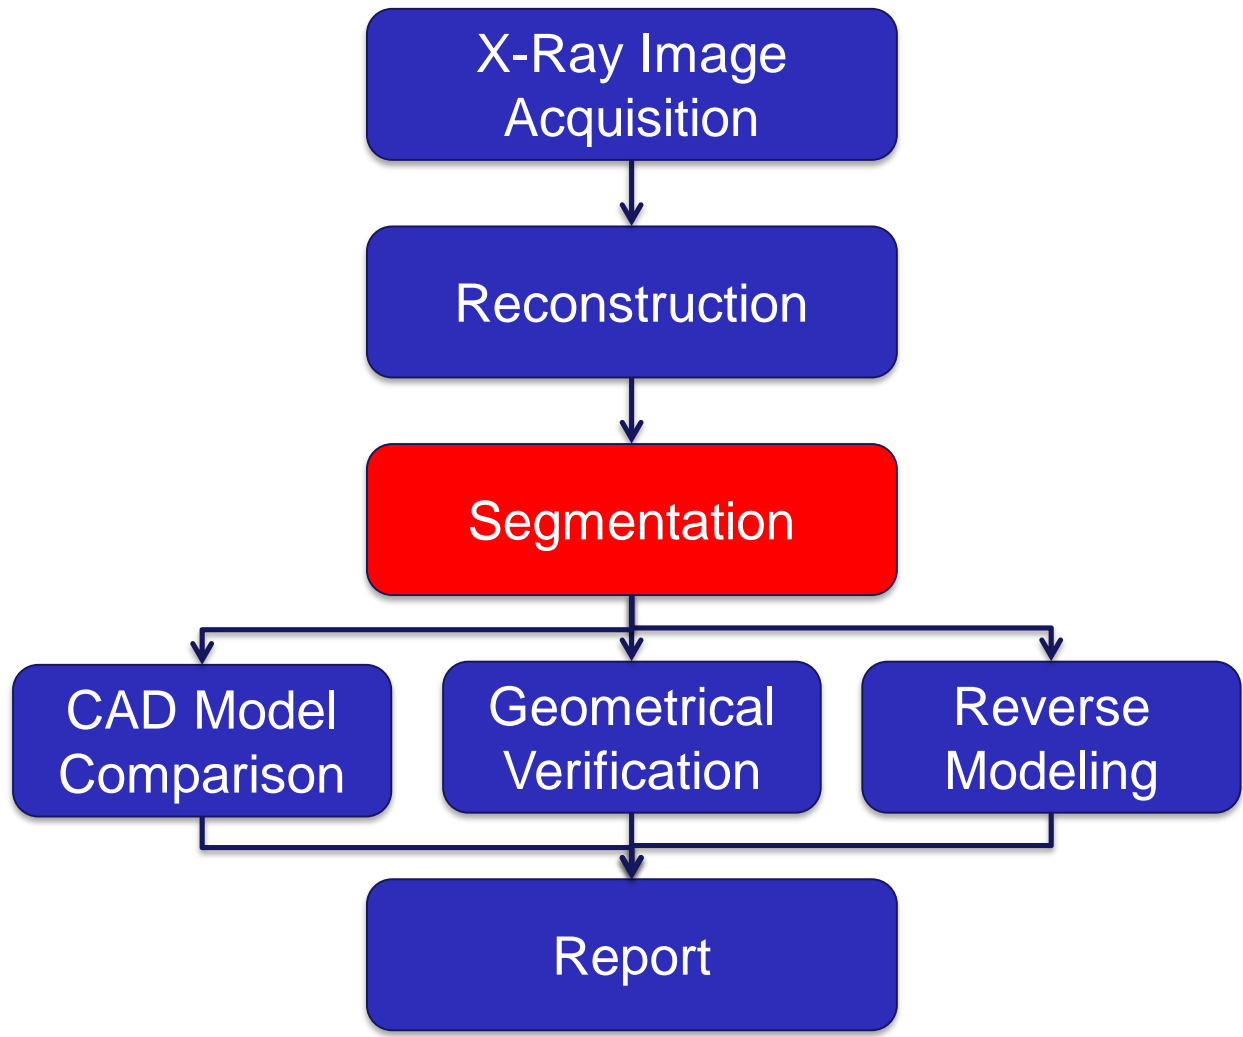 X-Ray Image
Acquisition
Reconstruction
Segmentation
CAD Model
Comparison
Geometrical
Verification
Reverse
Modeling
Report